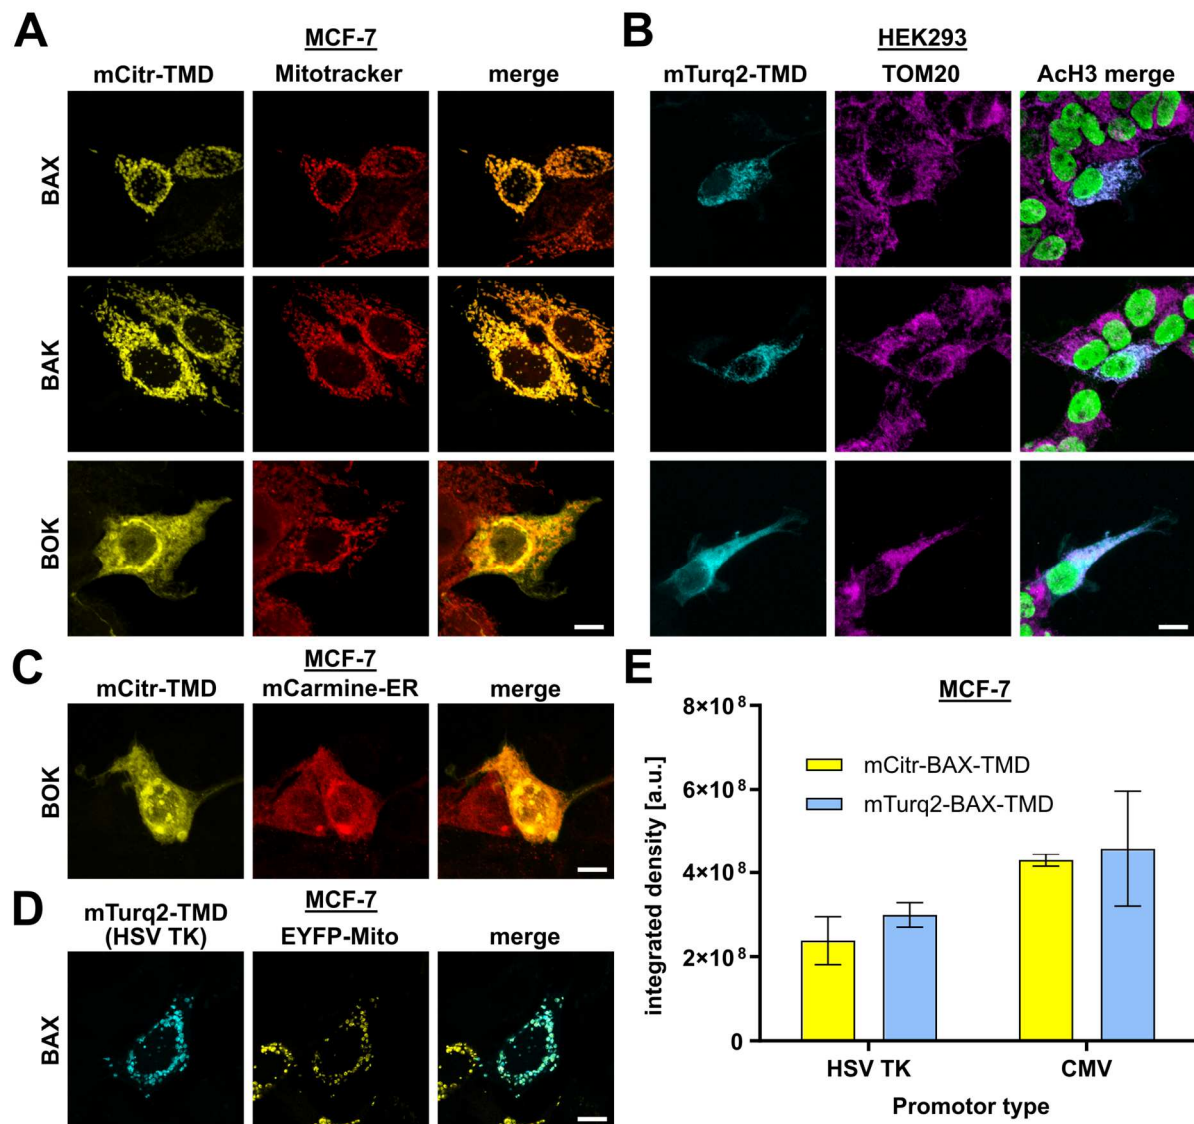 A
MCF-7
mCitr-TMD Mitotracker merge
BAX
BAK
BOK
B
HEK293
mTurq2-TMD TOM20 AcH3 merge
C
MCF-7
mCitr-TMD mCarmine-ER merge
BOK
D
MCF-7
mTurq2-TMD
(HSV TK) EYFP-Mito merge
BAX
E
MCF-7
integrated density [a.u.]
8×10⁸
6×10⁸
4×10⁸
2×10⁸
0
mCitr-BAX-TMD
mTurq2-BAX-TMD
HSV TK CMV
Promotor type